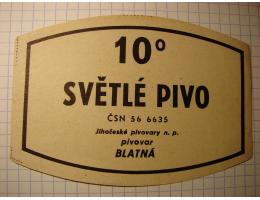 10°
SVĚTLÉ PIVO
ČSN 56 6635
Jihočeské pivovary n. p.
pivovar
BLATNÁ